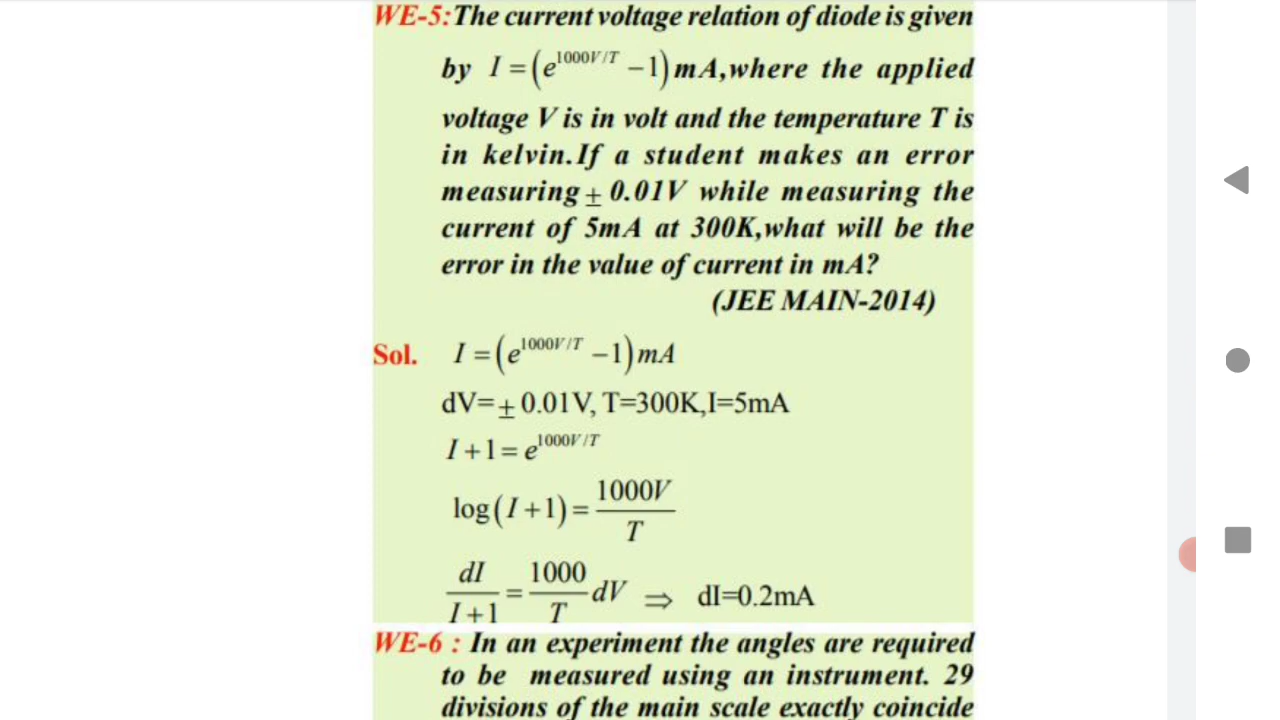 WE-5: The current voltage relation of diode is given
by I = (e^{1000V/T} − 1) mA, where the applied
voltage V is in volt and the temperature T is
in kelvin. If a student makes an error
measuring ± 0.01V while measuring the
current of 5mA at 300K, what will be the
error in the value of current in mA?
(JEE MAIN-2014)
Sol. I = (e^{1000V/T} − 1) mA
dV= ± 0.01V, T=300K, I=5mA
I + 1 = e^{1000V/T}
log(I + 1) = 1000V / T
dI / I + 1 = 1000 / T dV ⇒ dI=0.2mA
WE-6 : In an experiment the angles are required
to be measured using an instrument. 29
divisions of the main scale exactly coincide